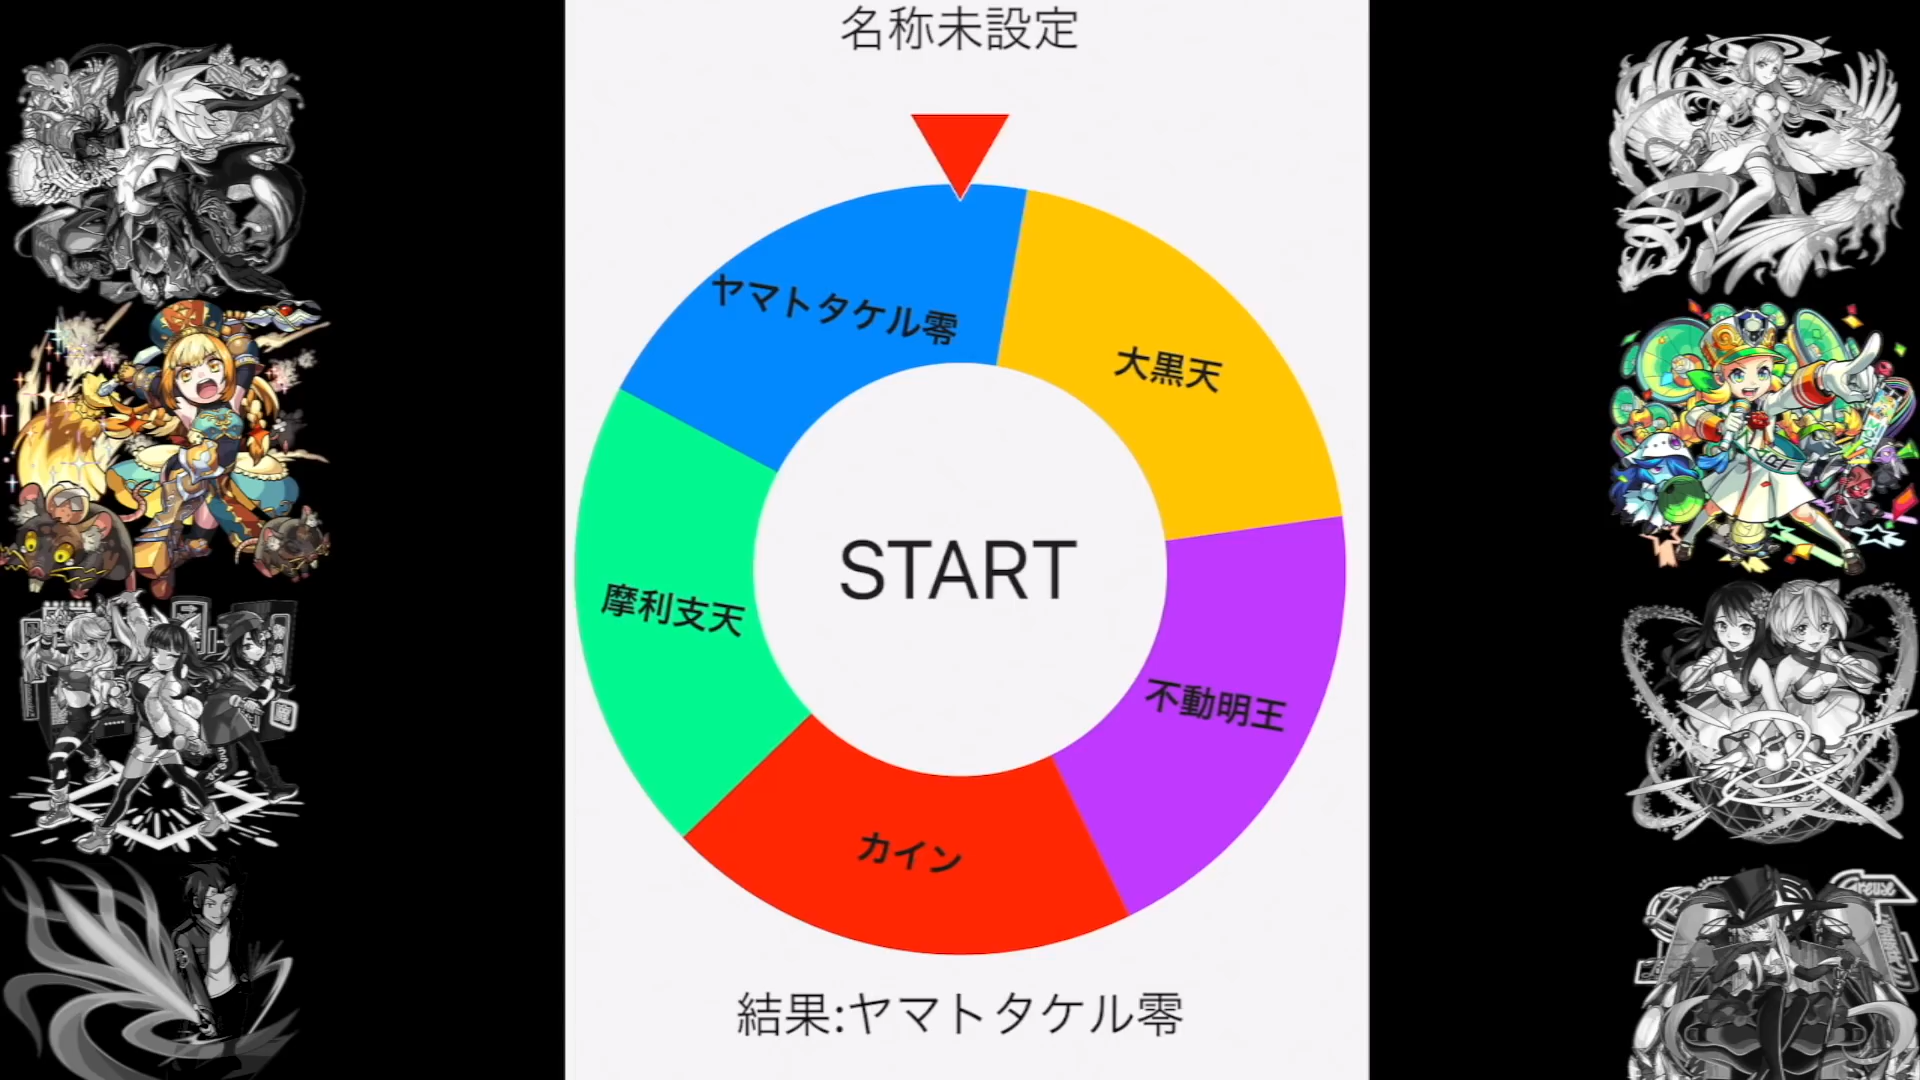 名称未設定
ヤマトタケル零
大黒天
摩利支天
START
不動明王
カイン
結果:ヤマトタケル零